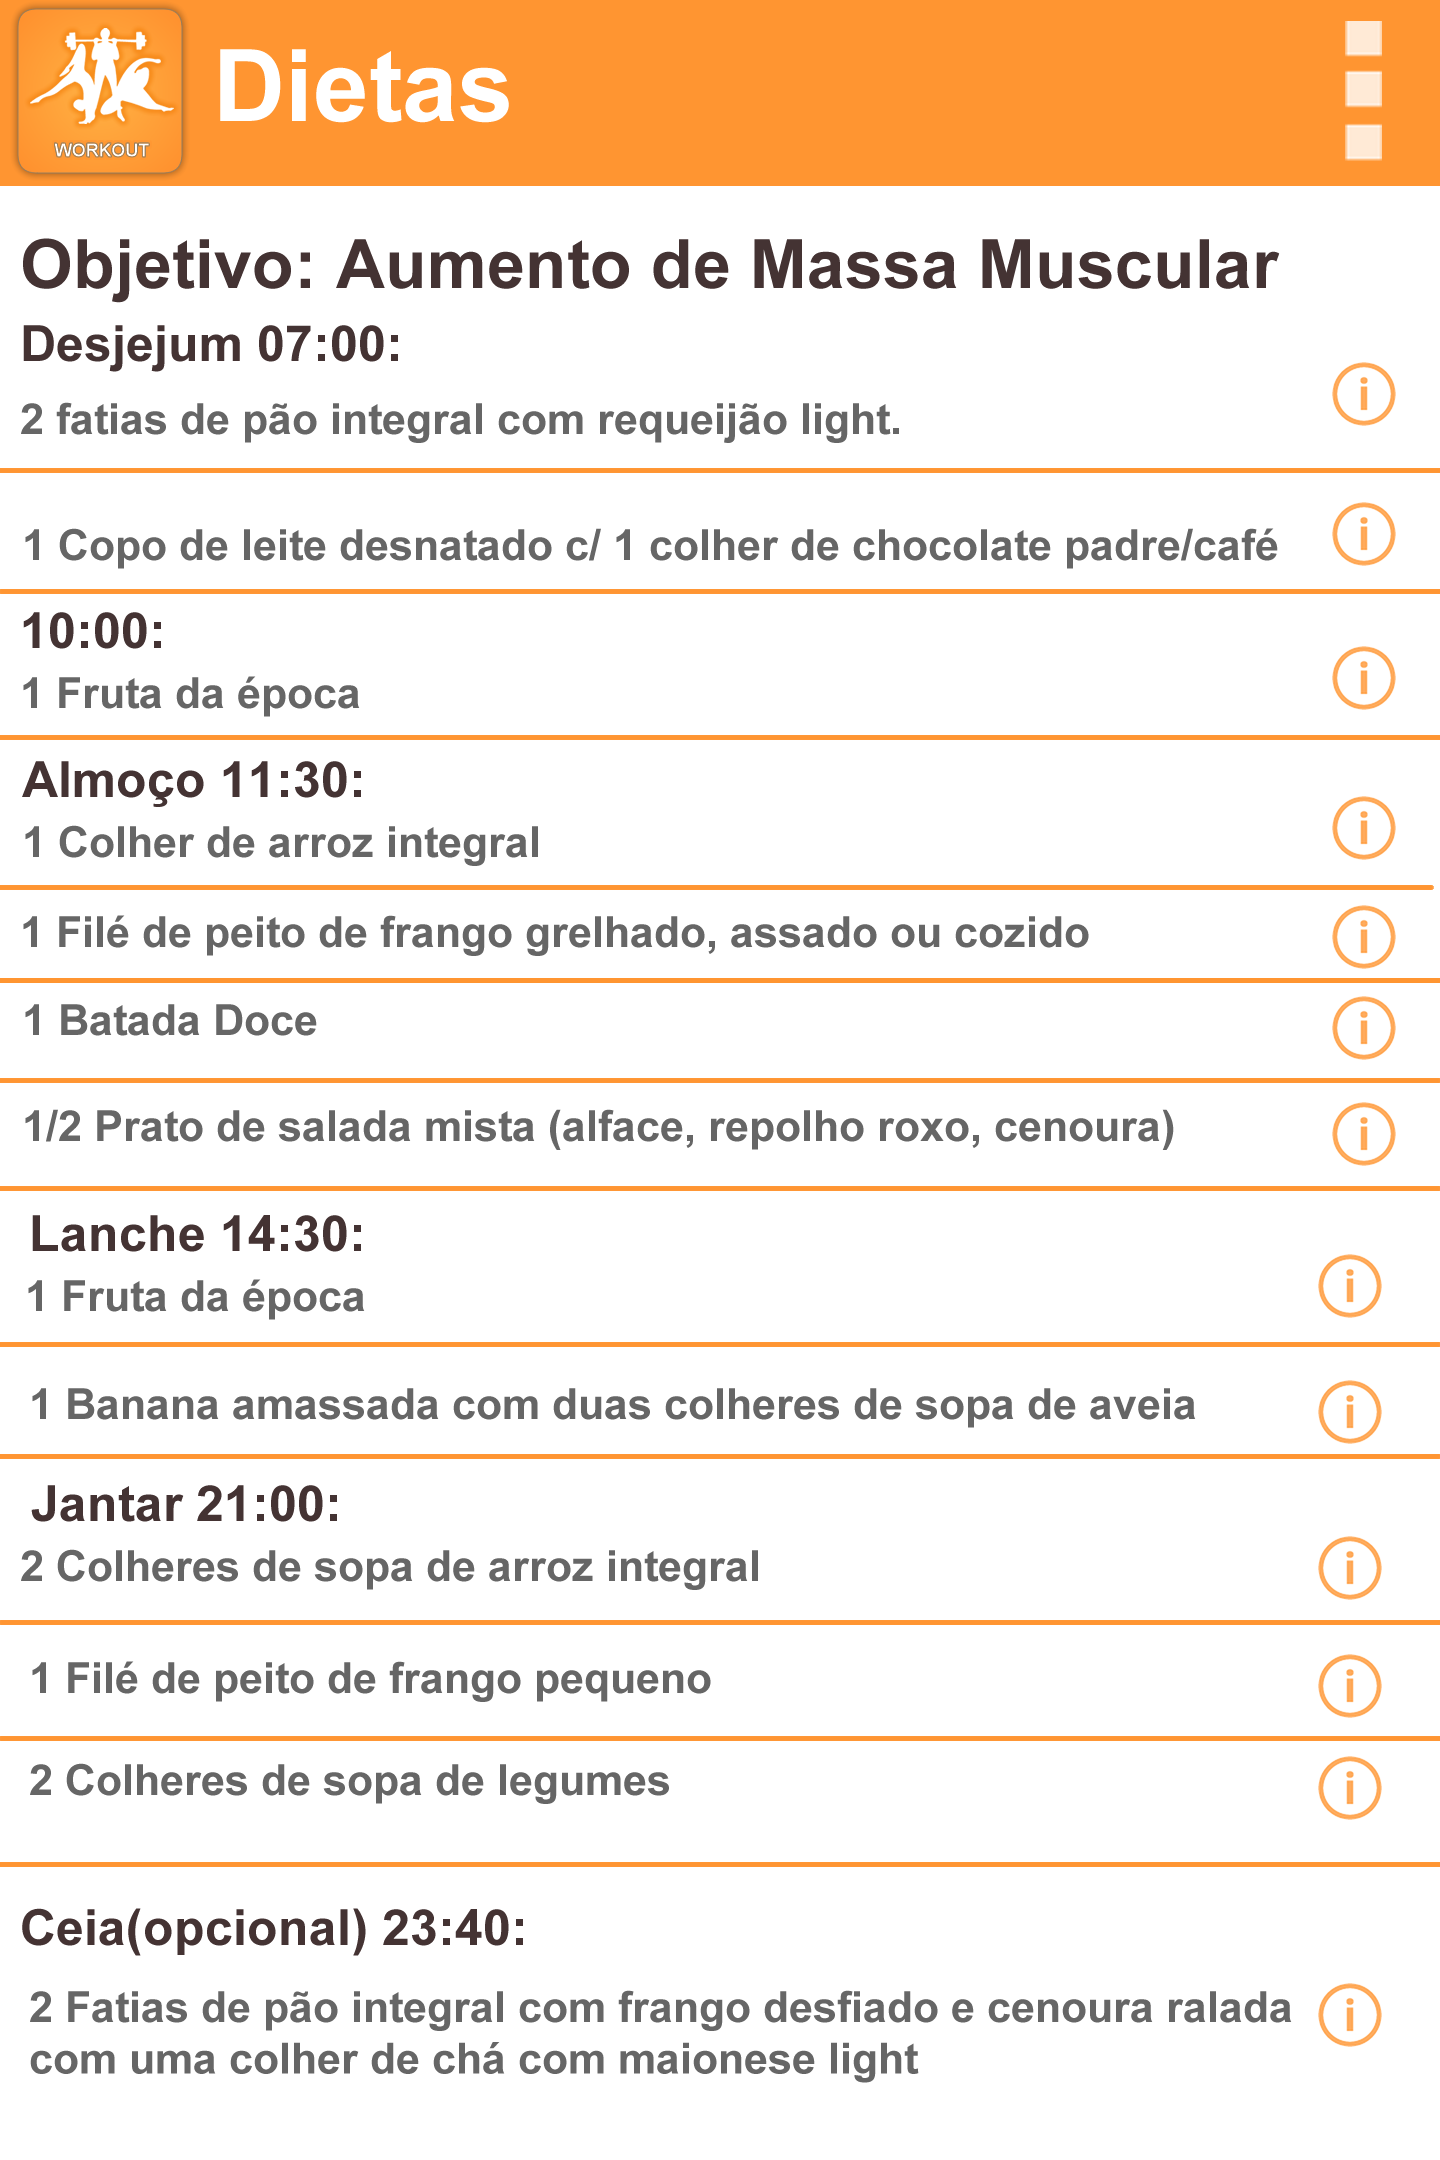 WORKOUT
Dietas
Objetivo: Aumento de Massa Muscular
Desjejum 07:00:
2 fatias de pão integral com requeijão light.
1 Copo de leite desnatado c/ 1 colher de chocolate padre/café
10:00:
1 Fruta da época
Almoço 11:30:
1 Colher de arroz integral
1 Filé de peito de frango grelhado, assado ou cozido
1 Batada Doce
1/2 Prato de salada mista (alface, repolho roxo, cenoura)
Lanche 14:30:
1 Fruta da época
1 Banana amassada com duas colheres de sopa de aveia
Jantar 21:00:
2 Colheres de sopa de arroz integral
1 Filé de peito de frango pequeno
2 Colheres de sopa de legumes
Ceia(opcional) 23:40:
2 Fatias de pão integral com frango desfiado e cenoura ralada
com uma colher de chá com maionese light